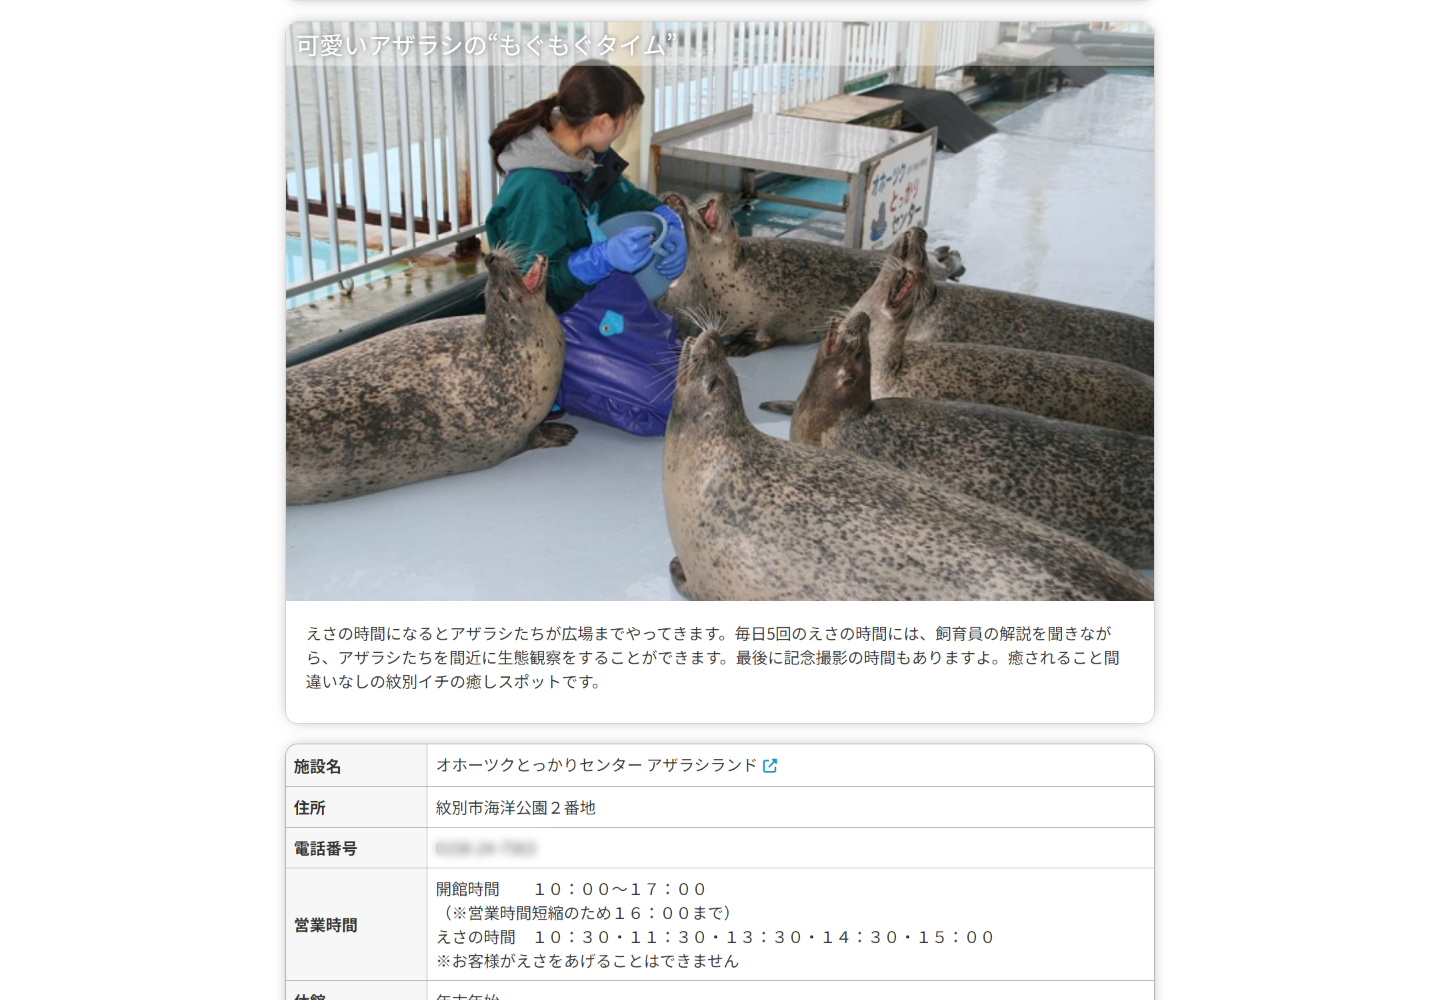 可愛いアザラシの“もぐもぐタイム”
オホーツク
とっかり
センター
えさの時間になるとアザラシたちが広場までやってきます。毎日5回のえさの時間には、飼育員の解説を聞きなが
ら、アザラシたちを間近に生態観察をすることができます。最後に記念撮影の時間もありますよ。癒されること間
違いなしの紋別イチの癒しスポットです。
施設名 オホーツクとっかりセンター アザラシランド
住所 紋別市海洋公園２番地
電話番号
営業時間
開館時間　　１０：００～１７：００
（※営業時間短縮のため１６：００まで）
えさの時間　１０：３０・１１：３０・１３：３０・１４：３０・１５：００
※お客様がえさをあげることはできません
休館 年末年始